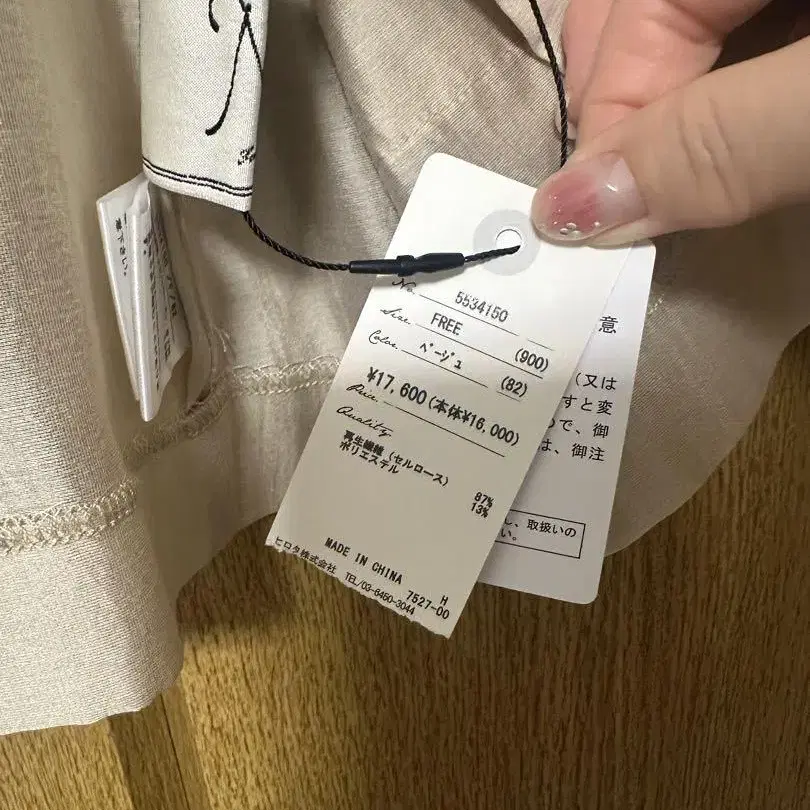 No. 5534150
Size. FREE (900)
Color. ベージュ (82)
¥17,600(本体¥16,000)
Price.
Quality.
再生繊維(セルロース) 87%
ポリエステル 13%
MADE IN CHINA H
ヒロタ株式会社 TEL/03-6450-3044 7527-00
意
(又は
すと変
で、御
は、御注
し、取扱いの
い。